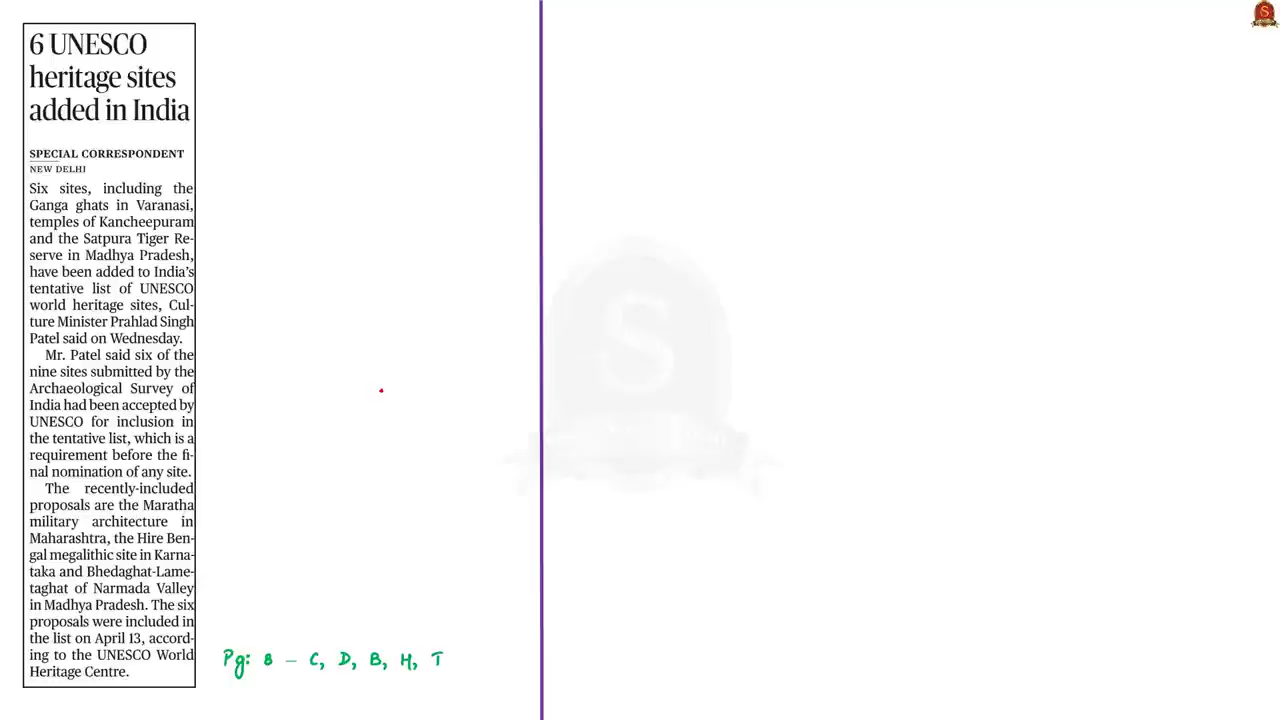 6 UNESCO
heritage sites
added in India
SPECIAL CORRESPONDENT
NEW DELHI
Six sites, including the
Ganga ghats in Varanasi,
temples of Kancheepuram
and the Satpura Tiger Re-
serve in Madhya Pradesh,
have been added to India's
tentative list of UNESCO
world heritage sites, Cul-
ture Minister Prahlad Singh
Patel said on Wednesday.
Mr. Patel said six of the
nine sites submitted by the
Archaeological Survey of
India had been accepted by
UNESCO for inclusion in
the tentative list, which is a
requirement before the fi-
nal nomination of any site.
The recently-included
proposals are the Maratha
military architecture in
Maharashtra, the Hire Ben-
gal megalithic site in Karna-
taka and Bhedaghat-Lame-
taghat of Narmada Valley
in Madhya Pradesh. The six
proposals were included in
the list on April 13, accord-
ing to the UNESCO World
Heritage Centre.
Pg: 8 – C, D, B, H, T
S
S